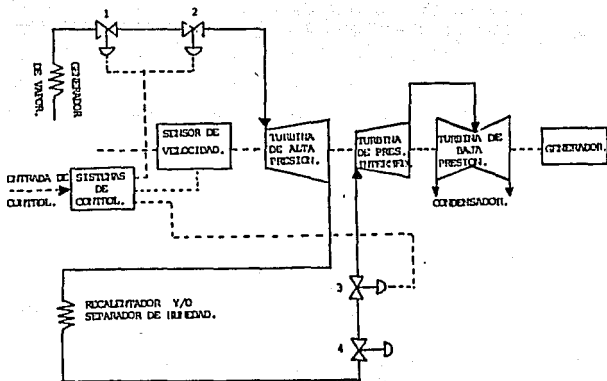 1
2
GENERADOR
DE VAPOR.
SENSOR DE
VELOCIDAD.
TURBINA
DE ALTA
PRESION.
TURBINA
DE PRES.
TURBINA DE
BAJA
PRESION.
GENERADOR.
ENTRADA DE
CONTROL.
SISTEMAS
DE
CONTROL.
CONDENSADOR.
3
RECALENTADOR Y/O
SEPARADOR DE HUMEDAD.
4